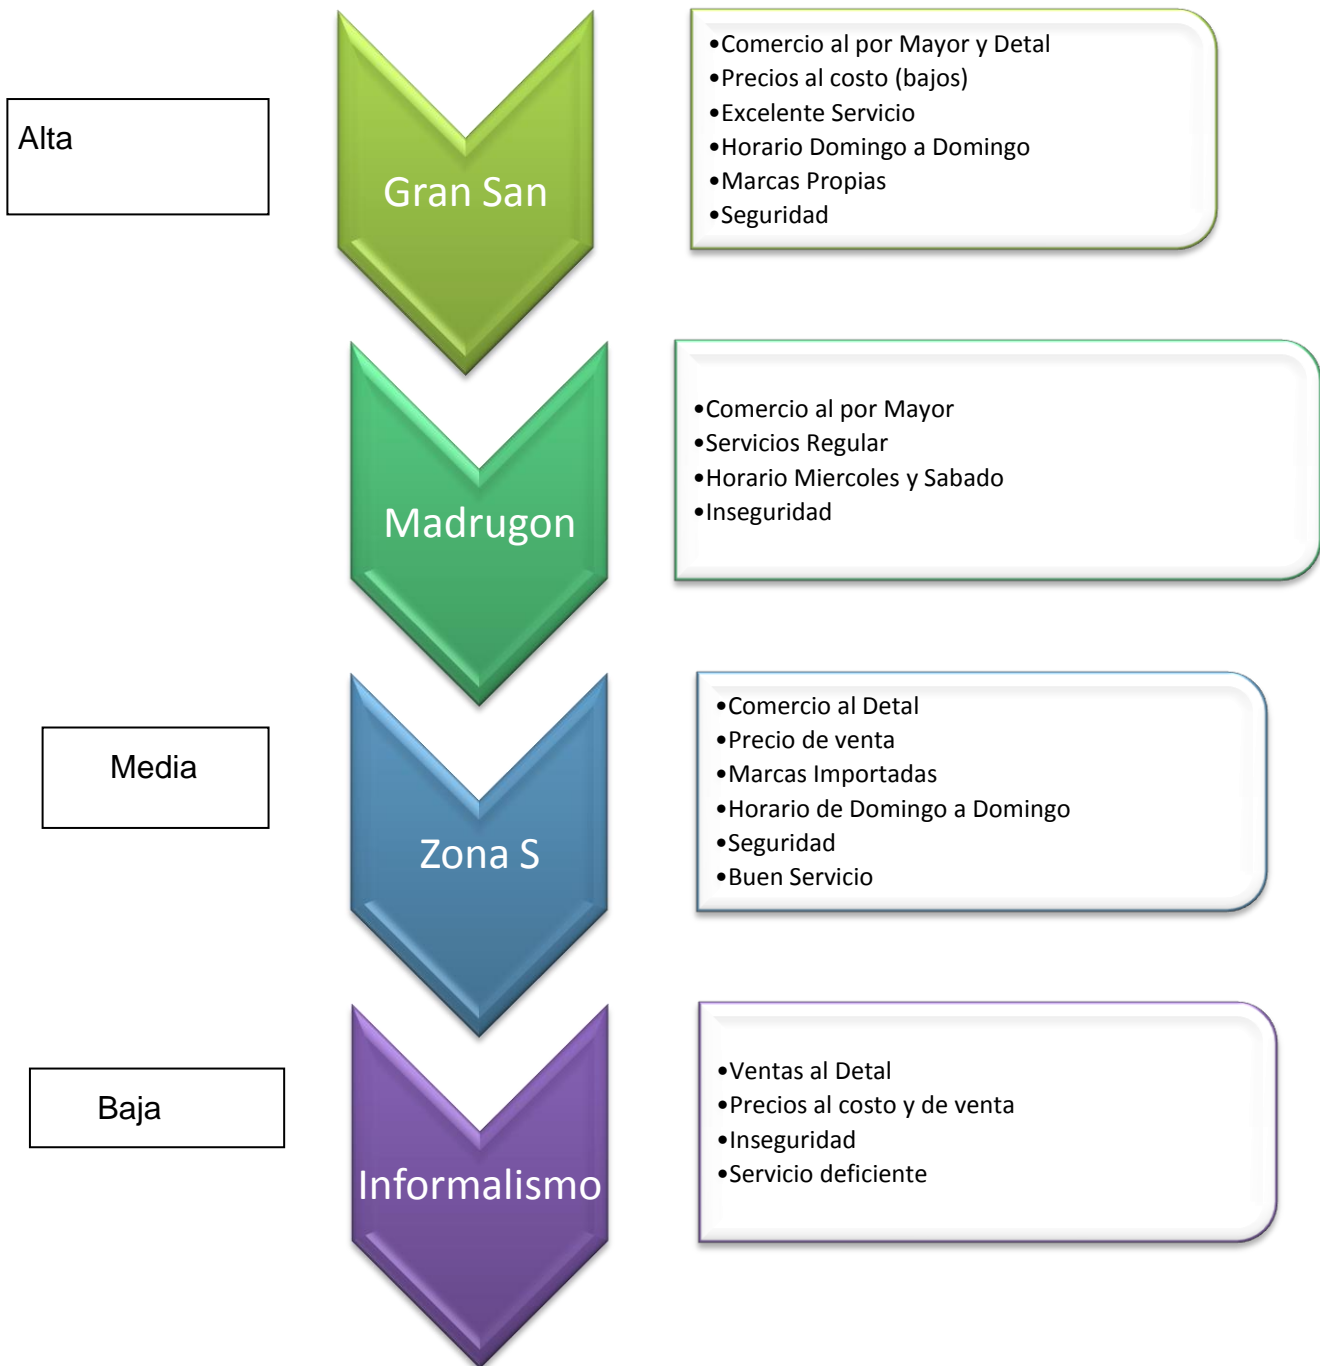 Alta
Gran San
•Comercio al por Mayor y Detal
•Precios al costo (bajos)
•Excelente Servicio
•Horario Domingo a Domingo
•Marcas Propias
•Seguridad
Madrugon
•Comercio al por Mayor
•Servicios Regular
•Horario Miercoles y Sabado
•Inseguridad
Media
Zona S
•Comercio al Detal
•Precio de venta
•Marcas Importadas
•Horario de Domingo a Domingo
•Seguridad
•Buen Servicio
Baja
Informalismo
•Ventas al Detal
•Precios al costo y de venta
•Inseguridad
•Servicio deficiente